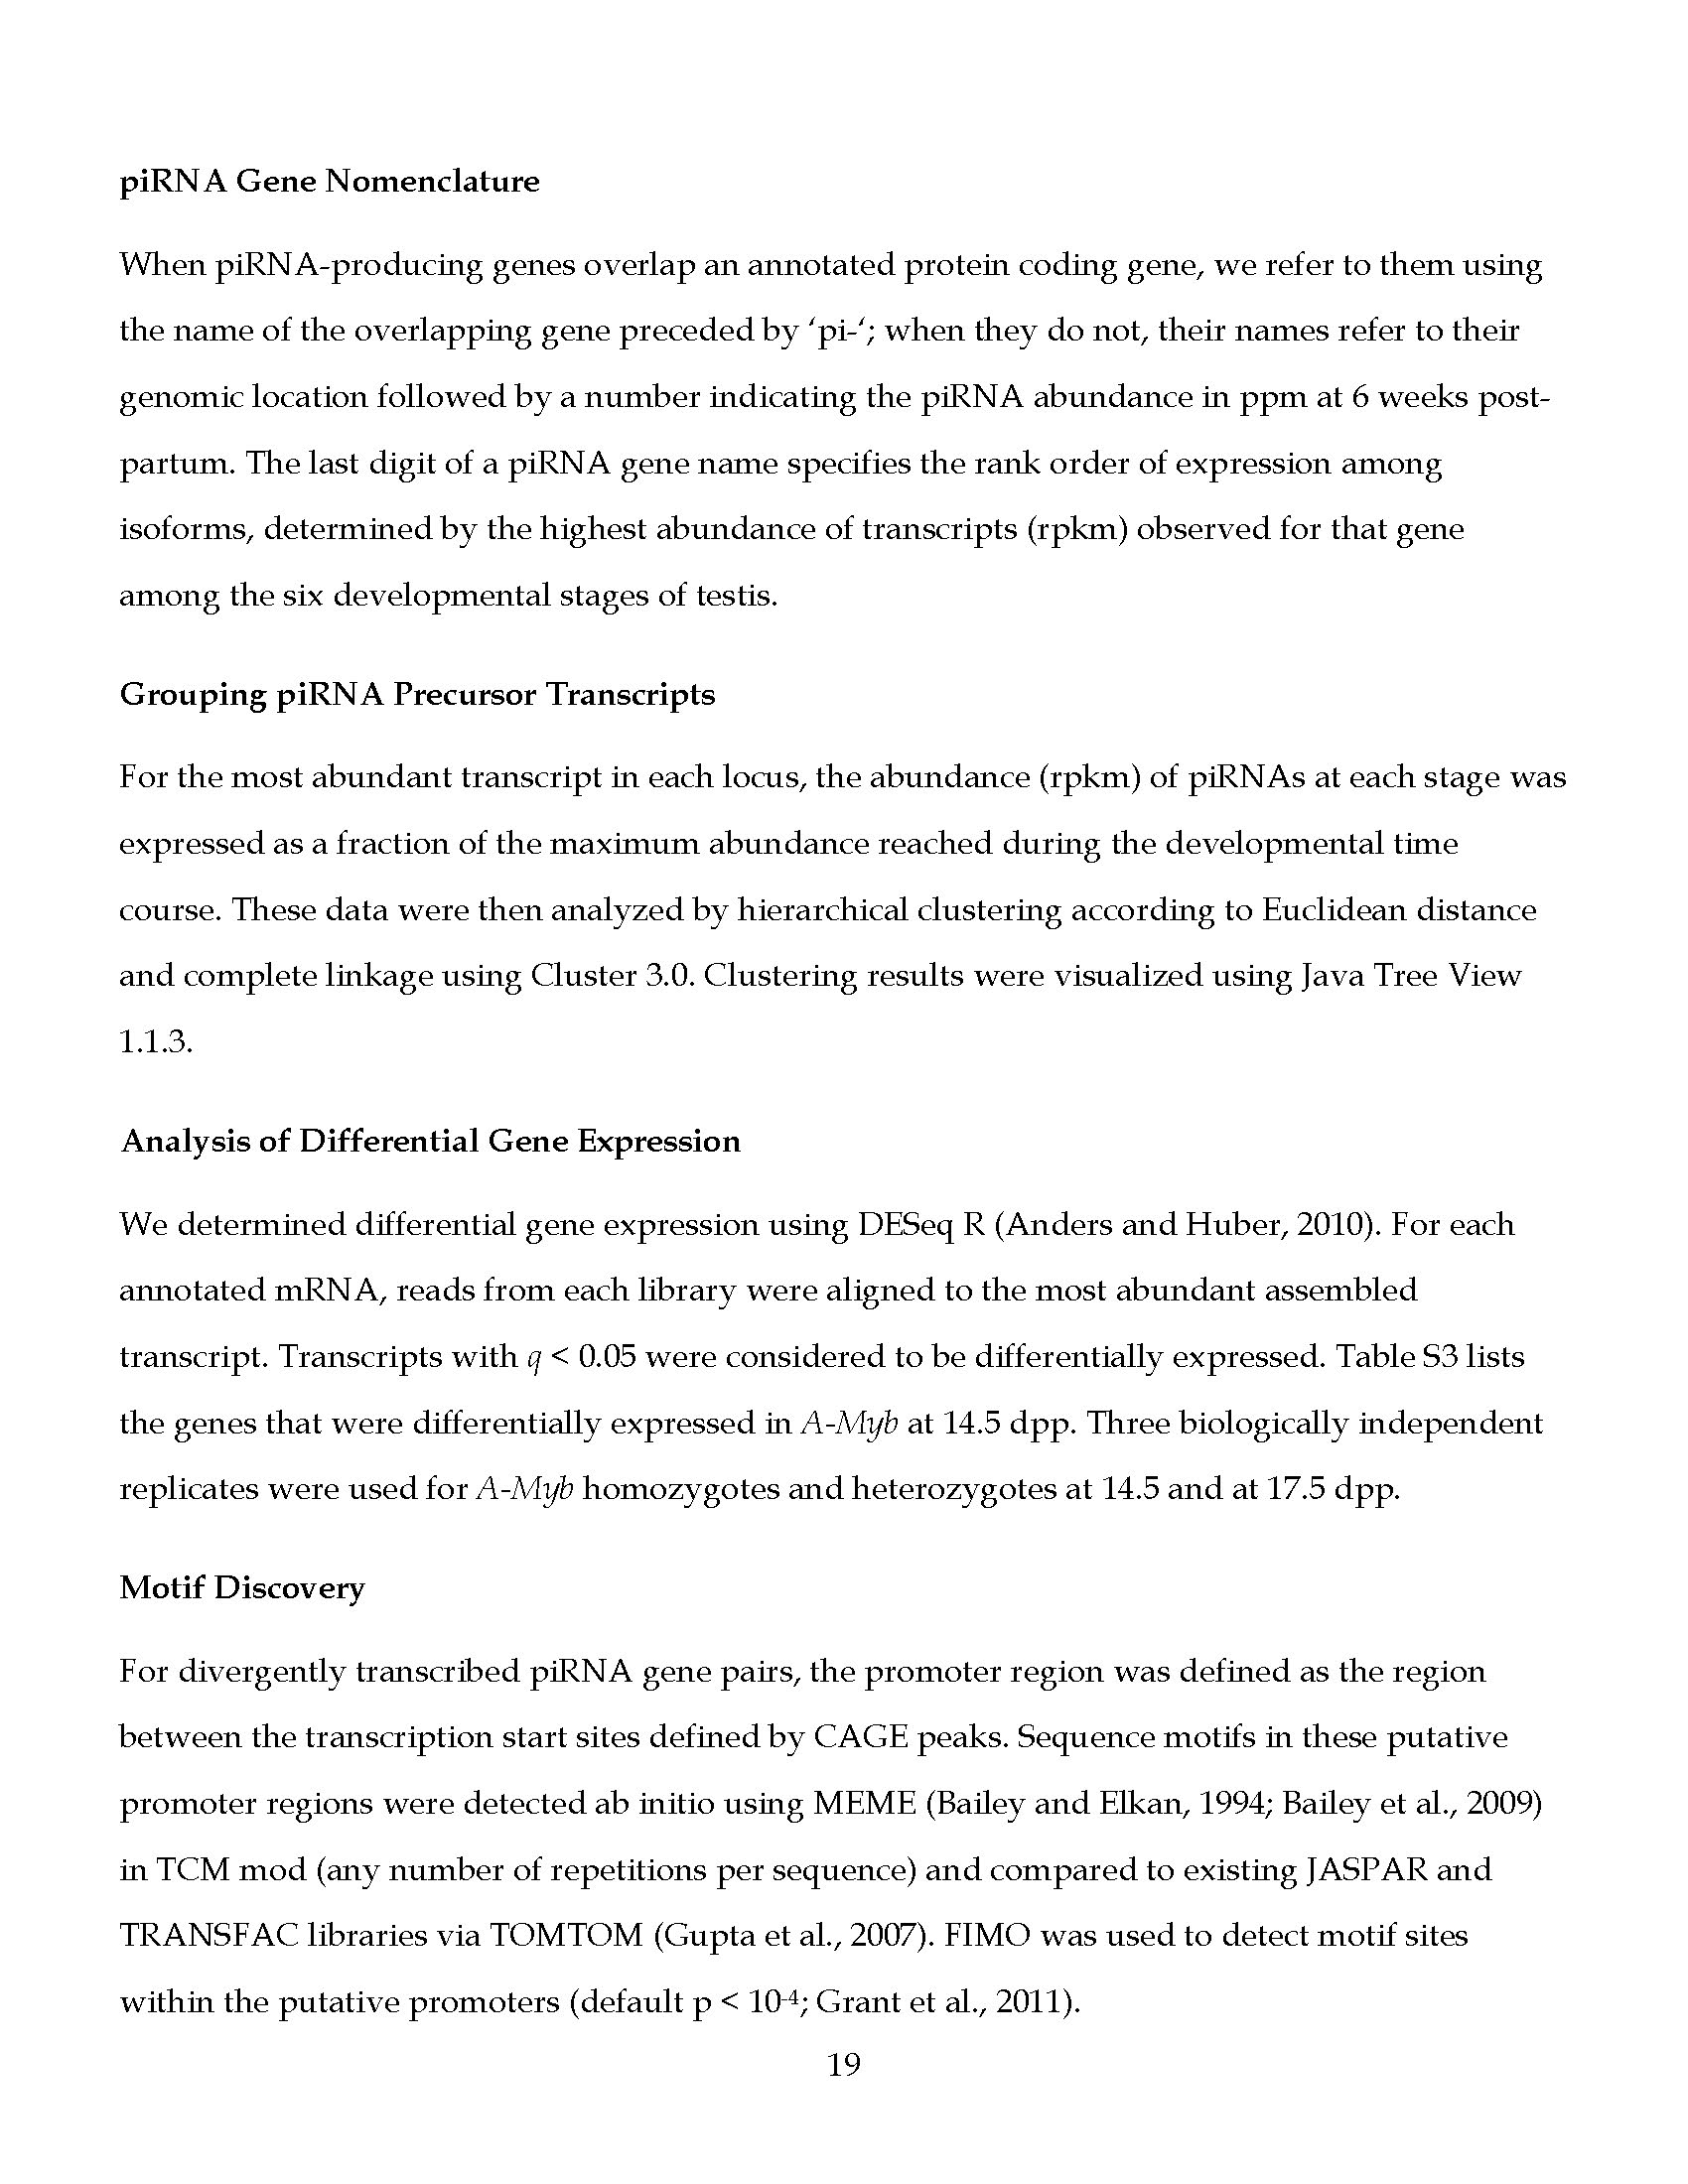 piRNA Gene Nomenclature
When piRNA-producing genes overlap an annotated protein coding gene, we refer to them using
the name of the overlapping gene preceded by ‘pi-‘; when they do not, their names refer to their
genomic location followed by a number indicating the piRNA abundance in ppm at 6 weeks post-
partum. The last digit of a piRNA gene name specifies the rank order of expression among
isoforms, determined by the highest abundance of transcripts (rpkm) observed for that gene
among the six developmental stages of testis.
Grouping piRNA Precursor Transcripts
For the most abundant transcript in each locus, the abundance (rpkm) of piRNAs at each stage was
expressed as a fraction of the maximum abundance reached during the developmental time
course. These data were then analyzed by hierarchical clustering according to Euclidean distance
and complete linkage using Cluster 3.0. Clustering results were visualized using Java Tree View
1.1.3.
Analysis of Differential Gene Expression
We determined differential gene expression using DESeq R (Anders and Huber, 2010). For each
annotated mRNA, reads from each library were aligned to the most abundant assembled
transcript. Transcripts with q < 0.05 were considered to be differentially expressed. Table S3 lists
the genes that were differentially expressed in A-Myb at 14.5 dpp. Three biologically independent
replicates were used for A-Myb homozygotes and heterozygotes at 14.5 and at 17.5 dpp.
Motif Discovery
For divergently transcribed piRNA gene pairs, the promoter region was defined as the region
between the transcription start sites defined by CAGE peaks. Sequence motifs in these putative
promoter regions were detected ab initio using MEME (Bailey and Elkan, 1994; Bailey et al., 2009)
in TCM mod (any number of repetitions per sequence) and compared to existing JASPAR and
TRANSFAC libraries via TOMTOM (Gupta et al., 2007). FIMO was used to detect motif sites
within the putative promoters (default p < 10⁻⁴; Grant et al., 2011).
19